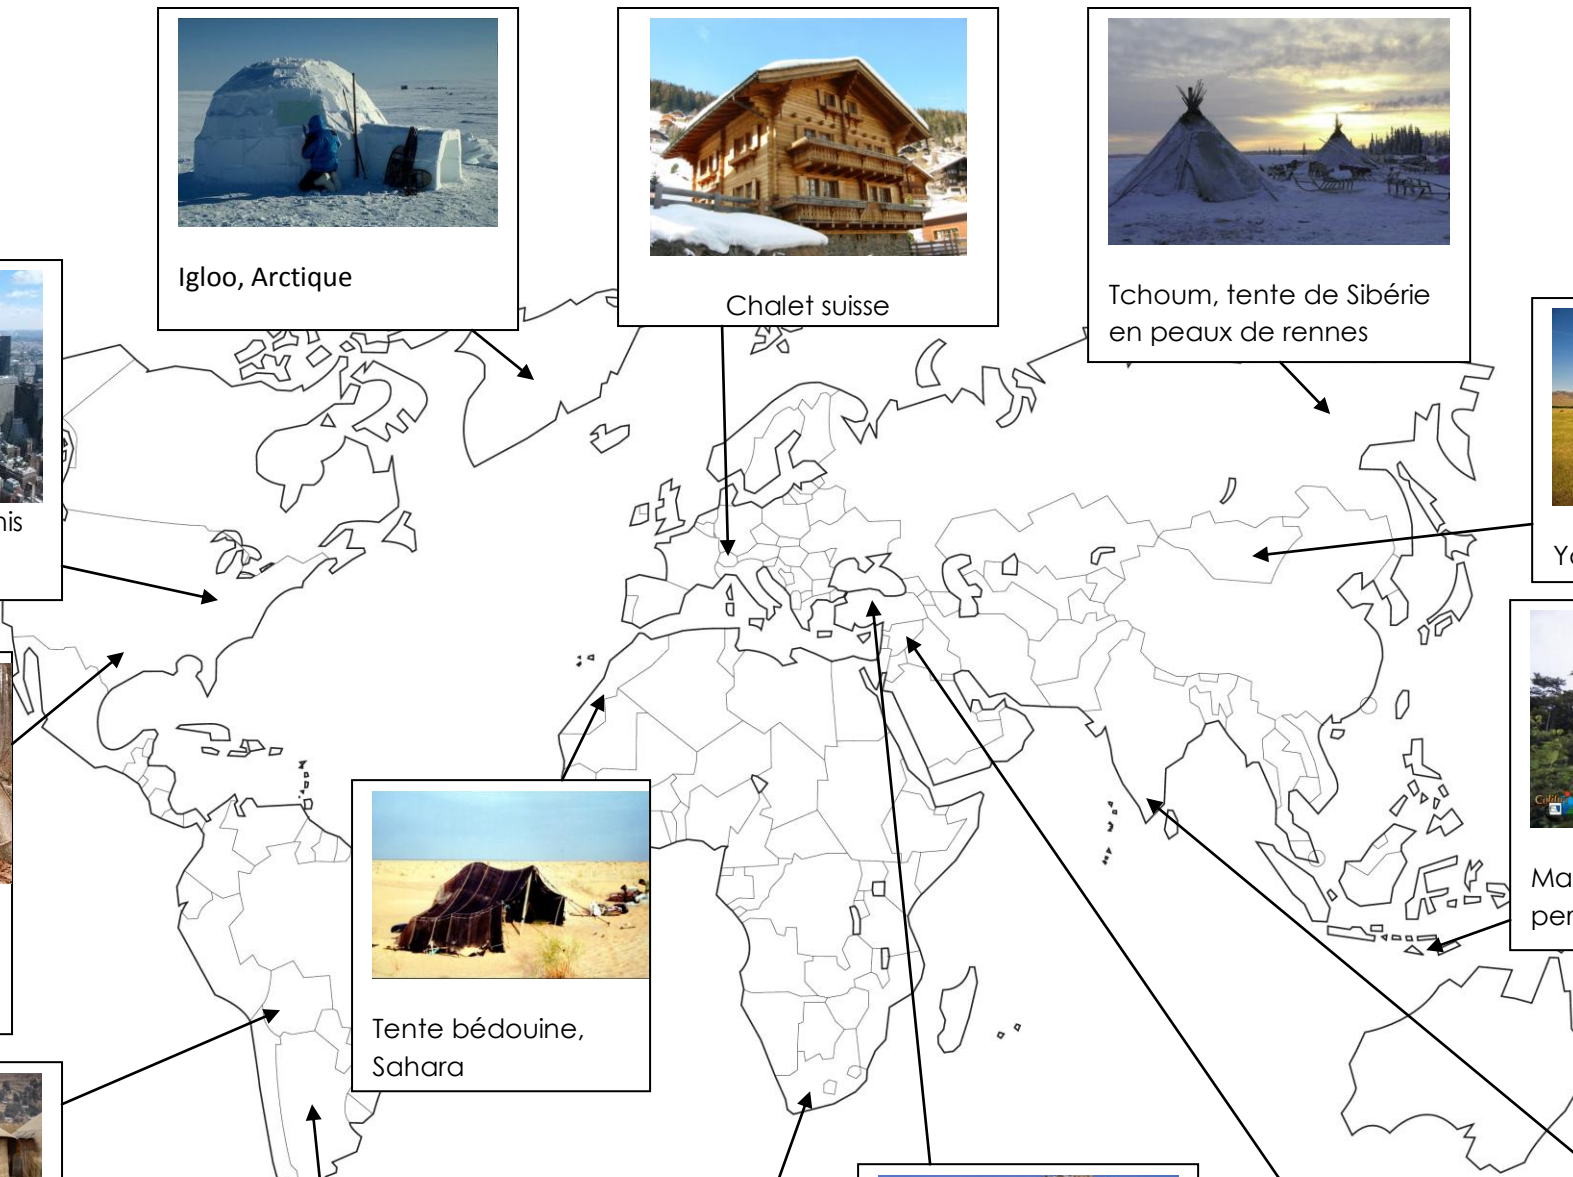 Igloo, Arctique
Chalet suisse
Tchoum, tente de Sibérie
en peaux de rennes
Tente bédouine,
Sahara